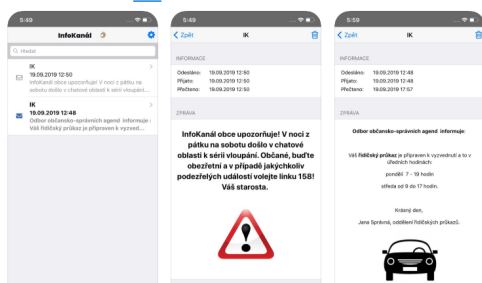 5:49
InfoKanál
Hledat
IK
19.09.2019 12:50
InfoKanál obce upozorňuje! V noci z pátku na
sobotu došlo v chatové oblasti k sérii vloupání....
IK
19.09.2019 12:48
Odbor občansko-správních agend informuje :
Váš řidičský průkaz je připraven k vyzved...
5:49
Zpět
IK
INFORMACE
Odesláno: 19.09.2019 12:50
Přijato: 19.09.2019 12:50
Přečteno: 19.09.2019 12:50
ZPRÁVA
InfoKanál obce upozorňuje! V noci z
pátku na sobotu došlo v chatové
oblasti k sérii vloupání. Občané, buďte
obezřetní a v případě jakýchkoliv
podezřelých událostí volejte linku 158!
Váš starosta.
5:59
Zpět
IK
INFORMACE
Odesláno: 19.09.2019 12:48
Přijato: 19.09.2019 12:48
Přečteno: 19.09.2019 17:57
ZPRÁVA
Odbor občansko-správních agend informuje:
Váš řidičský průkaz je připraven k vyzvednutí a to v
úředních hodinách:
pondělí 7 - 19 hodin
středa od 9 do 17 hodin.
Krásný den,
Jana Správná, oddělení řidičských průkazů.